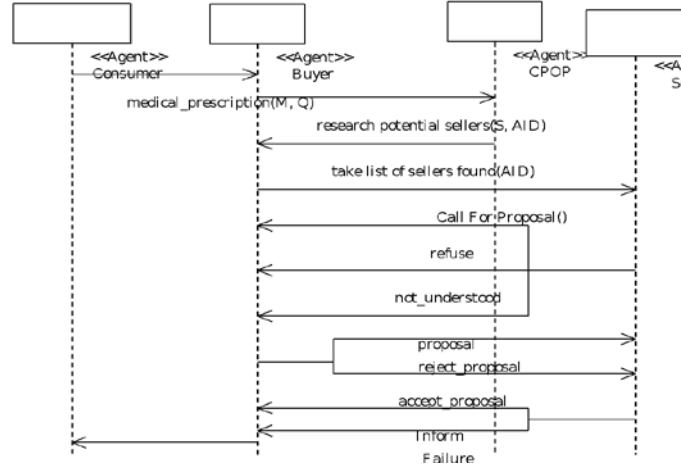 <<Agent>>
Consumer
<<Agent>>
Buyer
<<Agent>>
CPOP
<<A
S
medical_prescription(M, Q)
research potential sellers(S, AID)
take list of sellers found(AID)
Call For Proposal()
refuse
not_understood
proposal
reject_proposal
accept_proposal
Inform
Failure